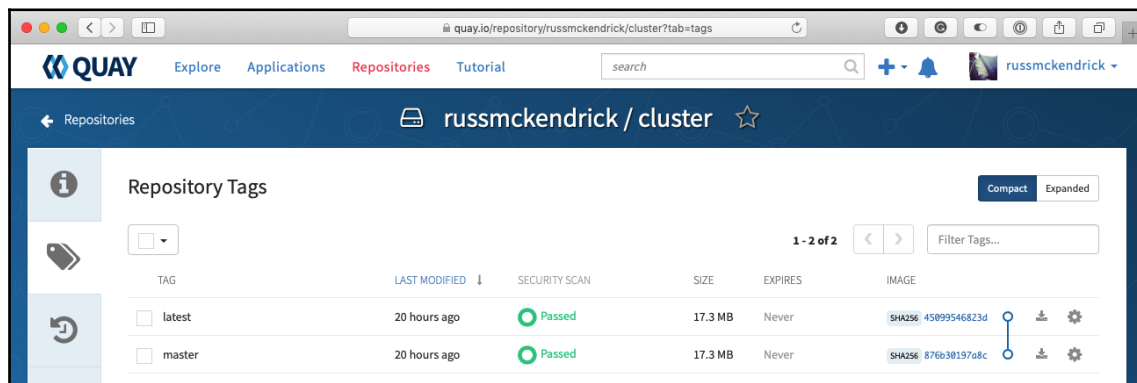 quay.io/repository/russmckendrick/cluster?tab=tags
QUAY Explore Applications Repositories Tutorial search russmckendrick
Repositories russmckendrick / cluster
Repository Tags Compact Expanded
1 - 2 of 2 Filter Tags...
TAG LAST MODIFIED SECURITY SCAN SIZE EXPIRES IMAGE
latest 20 hours ago Passed 17.3 MB Never SHA256 45099546823d
master 20 hours ago Passed 17.3 MB Never SHA256 876b30197a8c